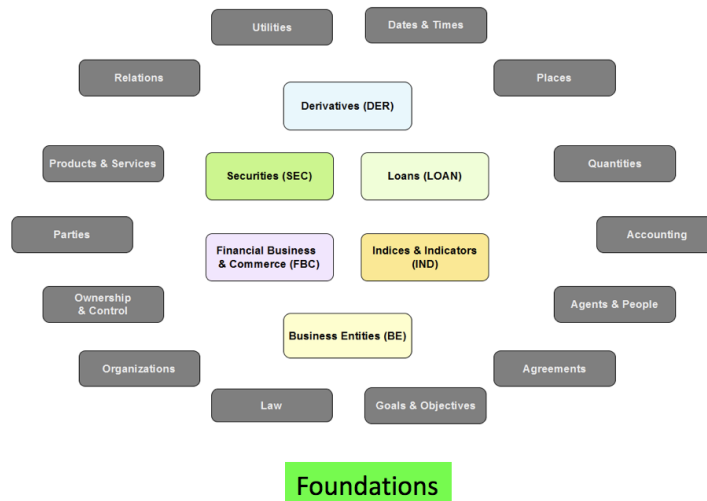 Utilities
Dates & Times
Relations
Places
Derivatives (DER)
Products & Services
Securities (SEC)
Loans (LOAN)
Quantities
Parties
Accounting
Financial Business
& Commerce (FBC)
Indices & Indicators
(IND)
Ownership
& Control
Agents & People
Business Entities (BE)
Organizations
Agreements
Law
Goals & Objectives
Foundations